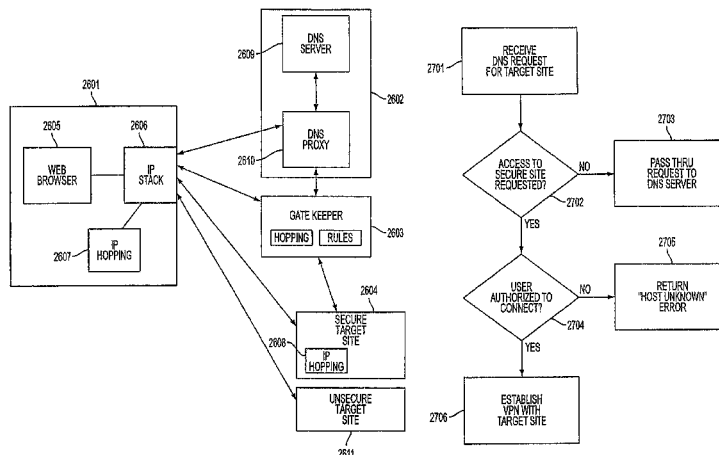 2601
2605
2606
WEB
BROWSER
IP
STACK
2607
IP
HOPPING
2609
DNS
SERVER
2602
2610
DNS
PROXY
GATE KEEPER
HOPPING
RULES
2603
2604
SECURE
TARGET
SITE
2608
IP
HOPPING
UNSECURE
TARGET
SITE
2611
2701
RECEIVE
DNS REQUEST
FOR TARGET SITE
ACCESS TO
SECURE SITE
REQUESTED?
2702
NO
2703
PASS THRU
REQUEST TO
DNS SERVER
YES
USER
AUTHORIZED TO
CONNECT?
2704
NO
2705
RETURN
"HOST UNKNOWN"
ERROR
YES
2706
ESTABLISH
VPN WITH
TARGET SITE